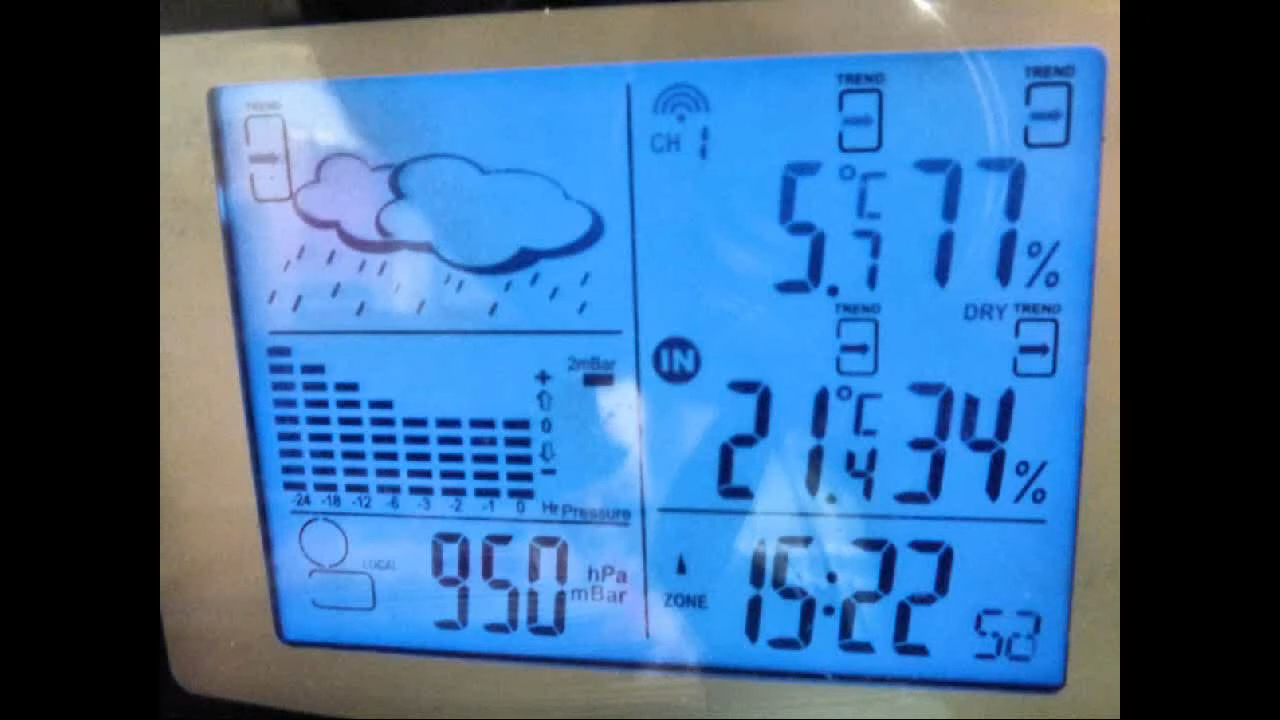 TREND
CH 1
TREND
TREND
5.7 °C
77 %
IN
TREND
DRY TREND
21.4 °C
34 %
2mBar
+
0
-
-24 -18 -12 -6 -3 -2 -1 0 Hr Pressure
LOCAL
950 hPa
mBar
ZONE
15:22